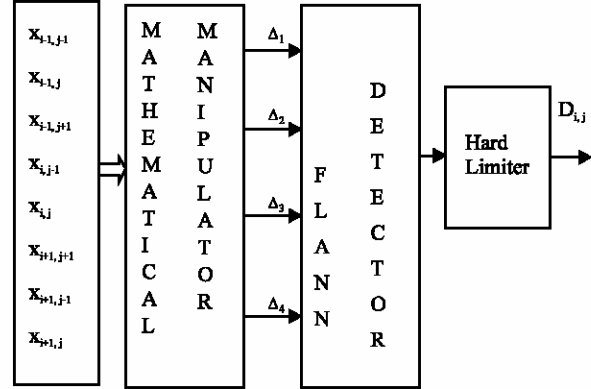 x_{i-1, j-1}
x_{i-1, j}
x_{i-1, j+1}
x_{i, j-1}
x_{i,j}
x_{i+1, j+1}
x_{i+1, j-1}
x_{i+1, j}
MATHEMATICAL
MANIPULATOR
Δ₁
Δ₂
Δ₃
Δ₄
FLANN
DETECTOR
Hard
Limiter
D_{i, j}